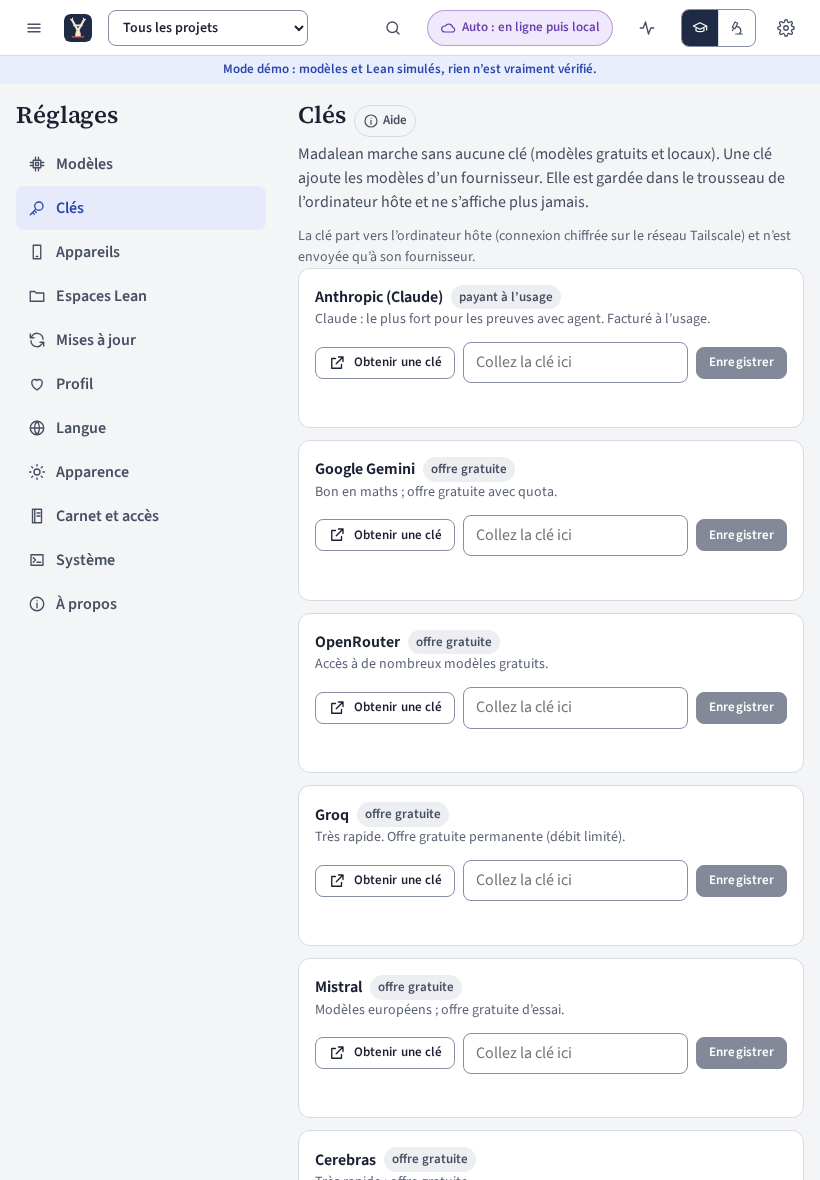 Tous les projets
Auto : en ligne puis local
Mode démo : modèles et Lean simulés, rien n’est vraiment vérifié.
Réglages
Modèles
Clés
Appareils
Espaces Lean
Mises à jour
Profil
Langue
Apparence
Carnet et accès
Système
À propos
Clés
Aide
Madalean marche sans aucune clé (modèles gratuits et locaux). Une clé
ajoute les modèles d’un fournisseur. Elle est gardée dans le trousseau de
l’ordinateur hôte et ne s’affiche plus jamais.
La clé part vers l’ordinateur hôte (connexion chiffrée sur le réseau Tailscale) et n’est
envoyée qu’à son fournisseur.
Anthropic (Claude) payant à l’usage
Claude : le plus fort pour les preuves avec agent. Facturé à l’usage.
Obtenir une clé Collez la clé ici Enregistrer
Google Gemini offre gratuite
Bon en maths ; offre gratuite avec quota.
Obtenir une clé Collez la clé ici Enregistrer
OpenRouter offre gratuite
Accès à de nombreux modèles gratuits.
Obtenir une clé Collez la clé ici Enregistrer
Groq offre gratuite
Très rapide. Offre gratuite permanente (débit limité).
Obtenir une clé Collez la clé ici Enregistrer
Mistral offre gratuite
Modèles européens ; offre gratuite d’essai.
Obtenir une clé Collez la clé ici Enregistrer
Cerebras offre gratuite